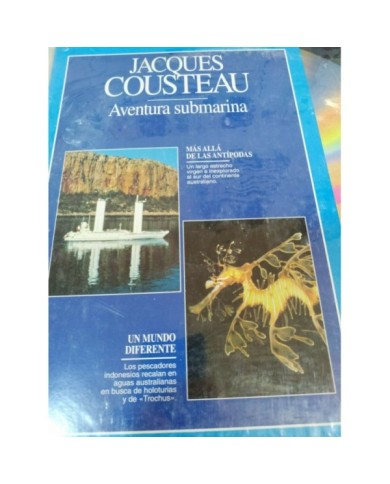 JACQUES
COUSTEAU
Aventura submarina
MÁS ALLÁ
DE LAS ANTÍPODAS
Un largo estrecho
virgen e inexplorado
al sur del continente
australiano.
UN MUNDO
DIFERENTE
Los pescadores
indonesios recalan en
aguas australianas
en busca de holoturias
y de «Trochus».